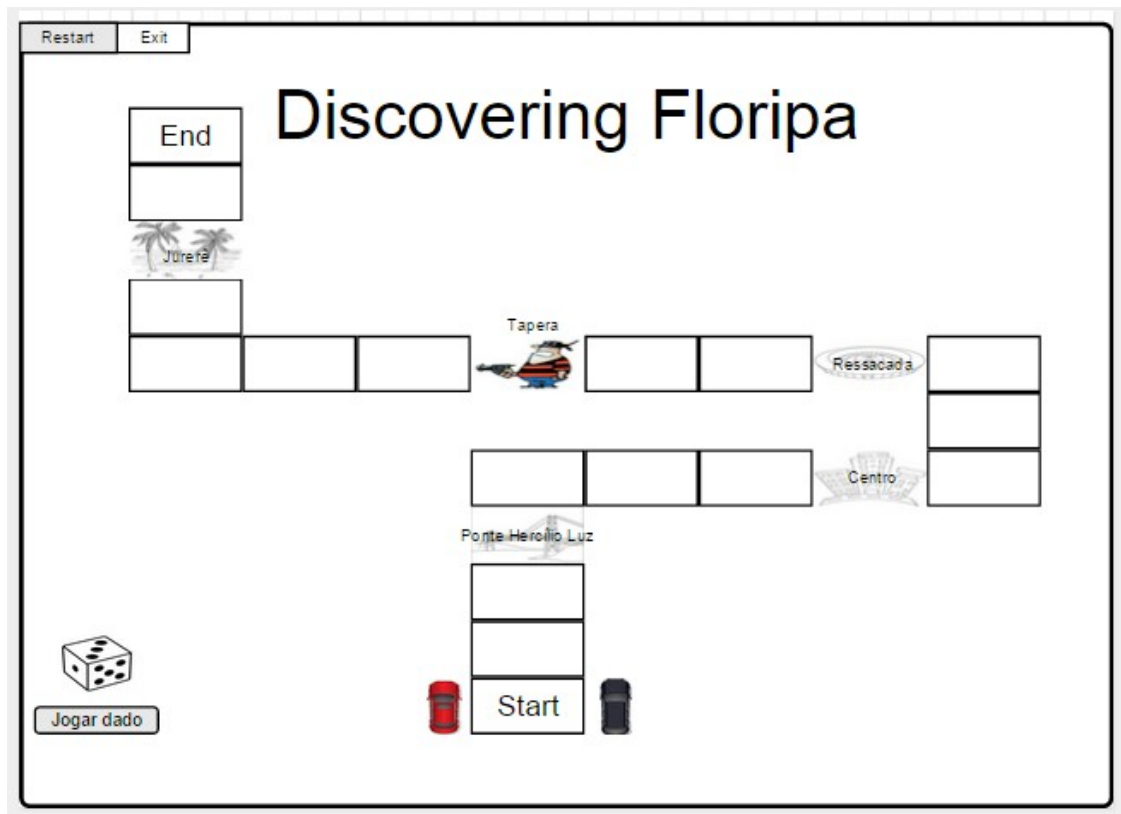 Restart
Exit
Discovering Floripa
End
Jurerê
Tapera
Ressacada
Centro
Ponte Hercílio Luz
Start
Jogar dado